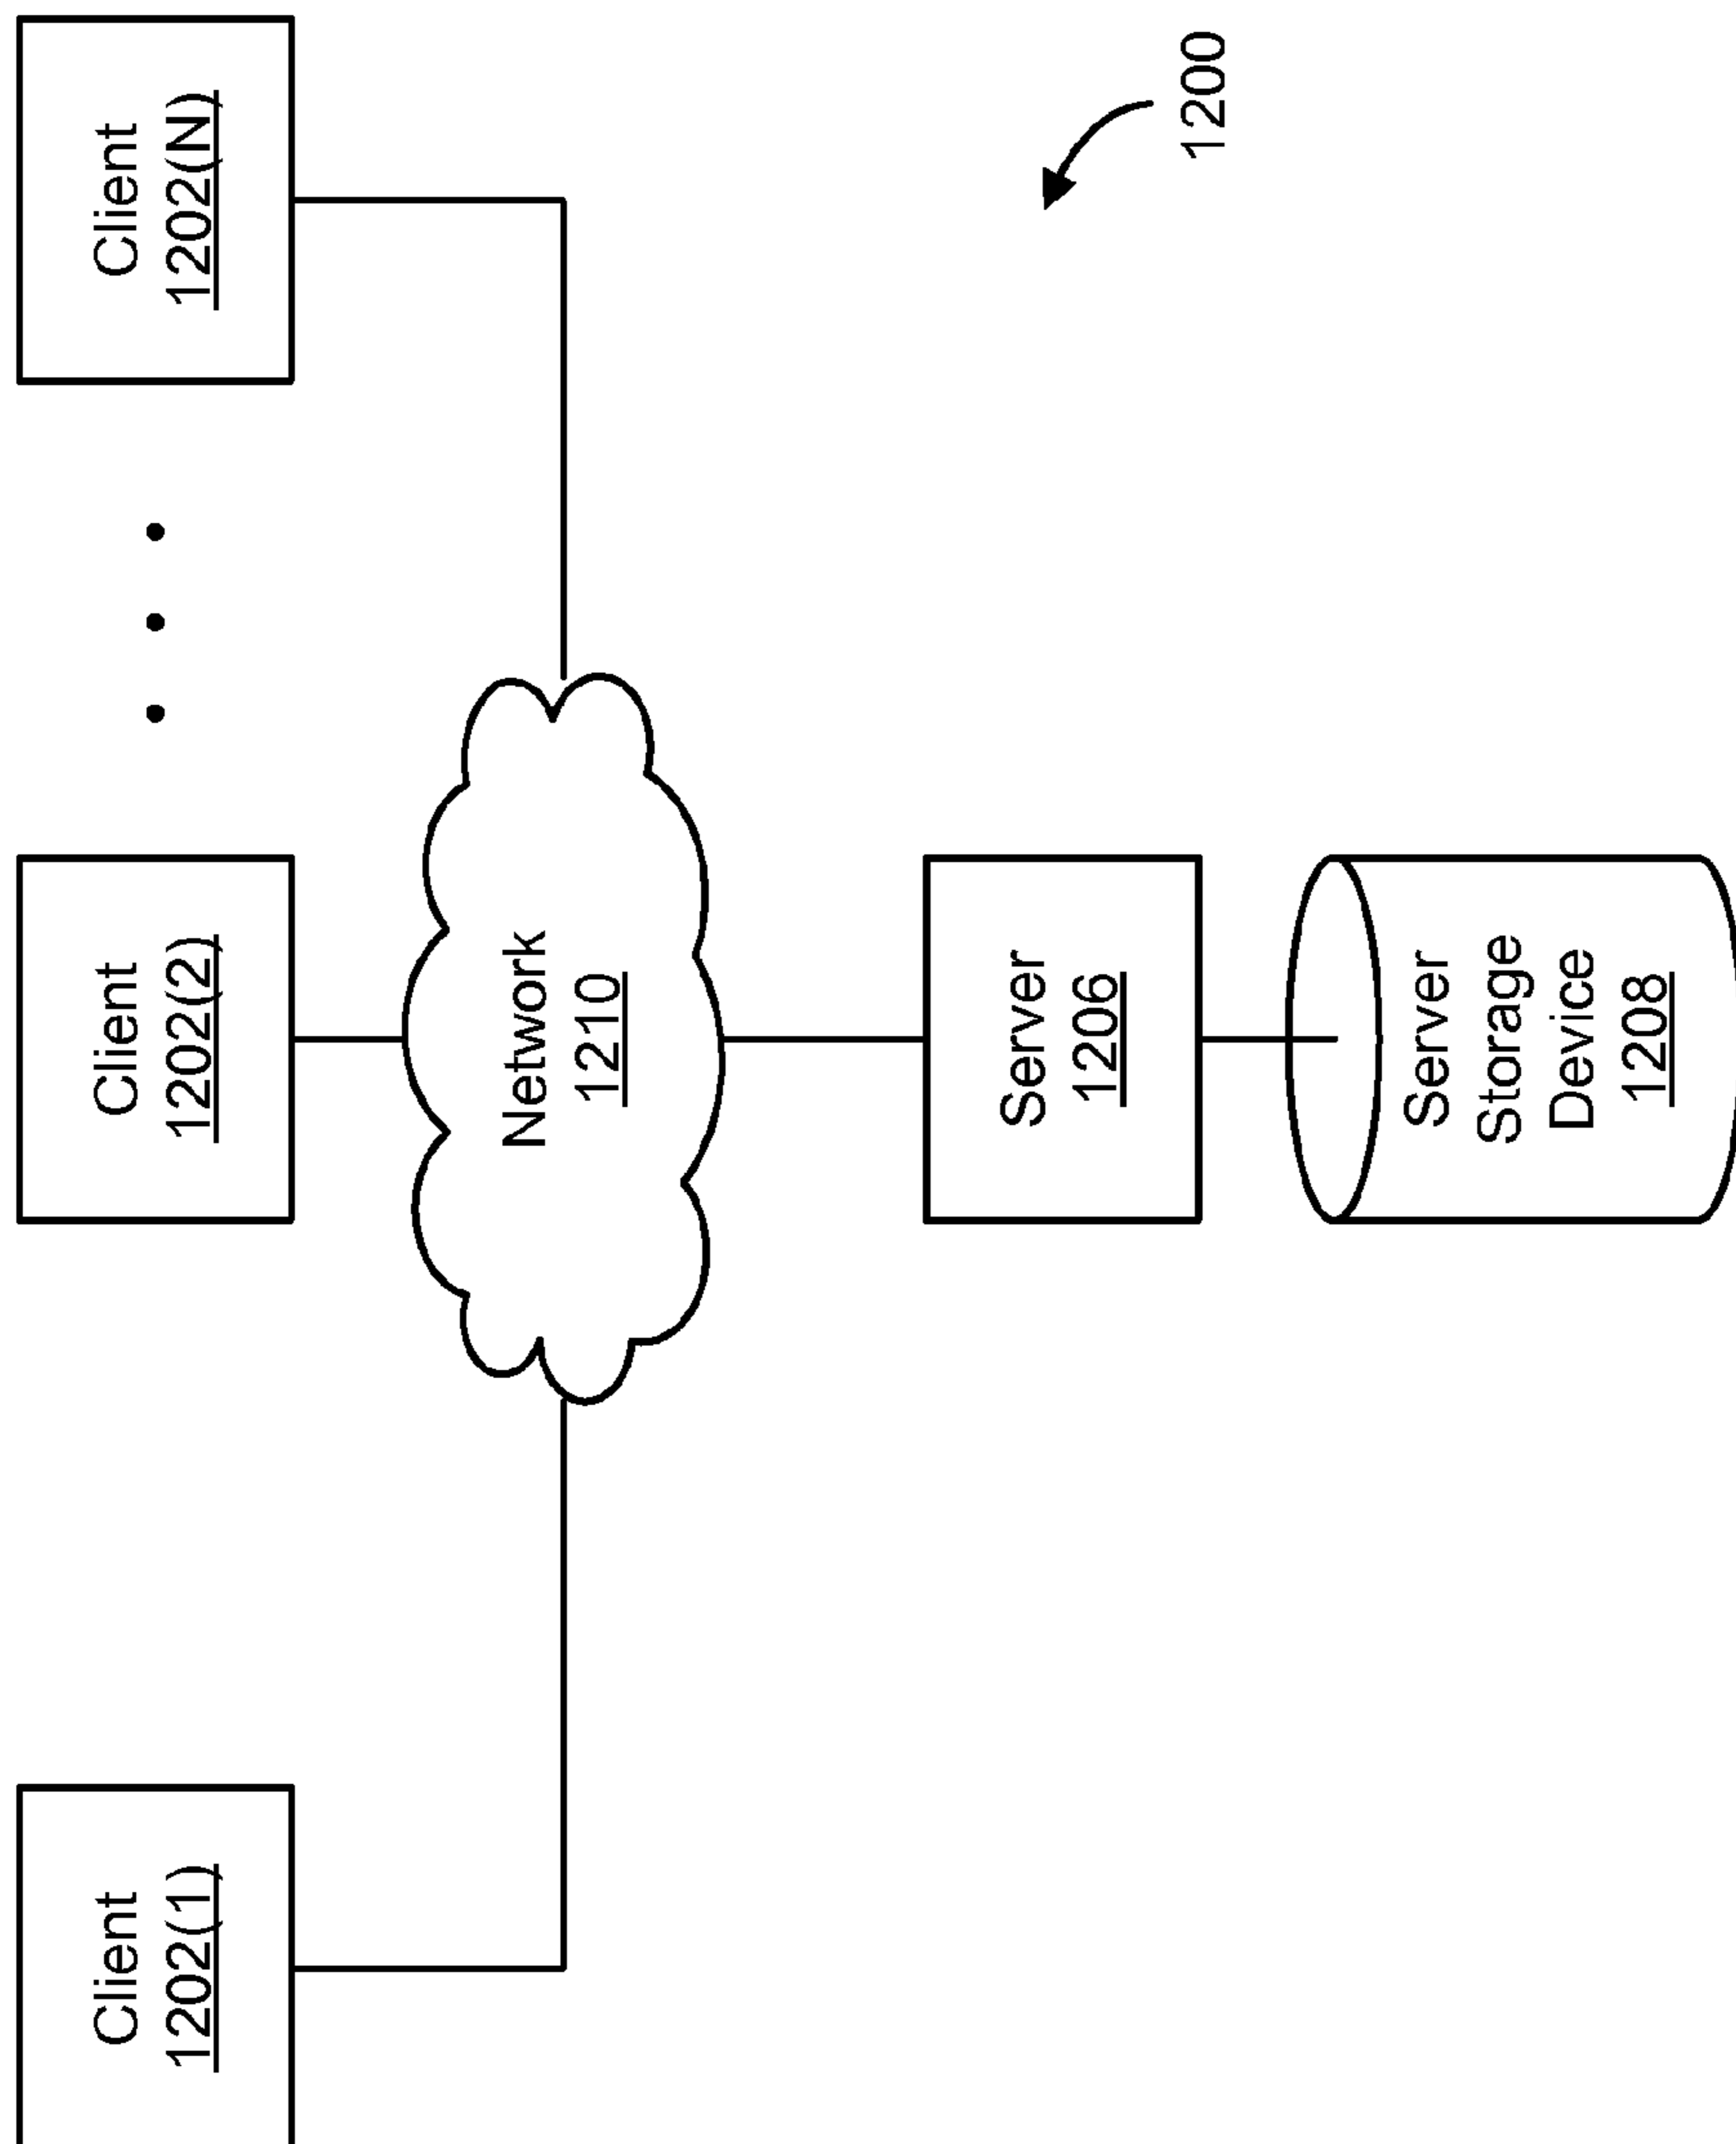 Client
1202(1)
Client
1202(2)
• • •
Client
1202(N)
Network
1210
Server
1206
1200
Server
Storage
Device
1208